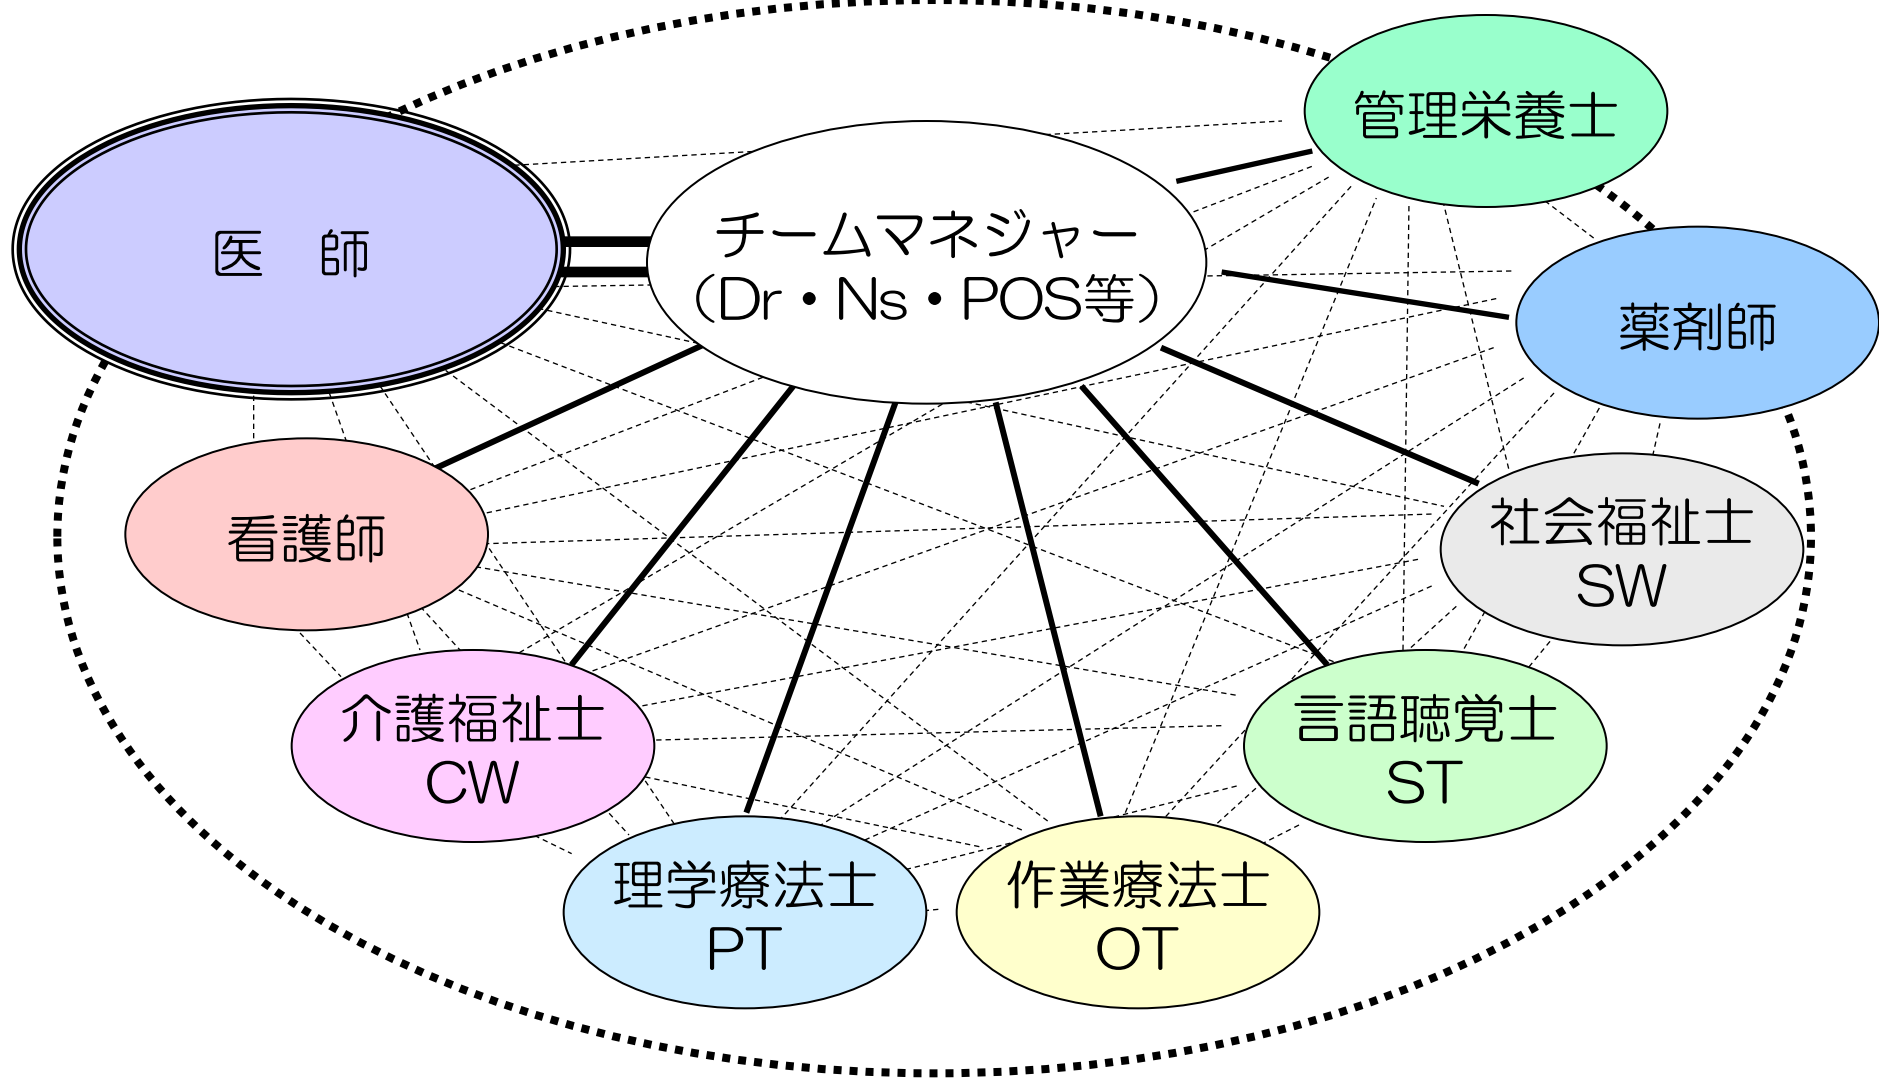 管理栄養士
医　師
チームマネジャー
（Dr・Ns・POS等）
薬剤師
看護師
社会福祉士
SW
介護福祉士
CW
言語聴覚士
ST
理学療法士
PT
作業療法士
OT